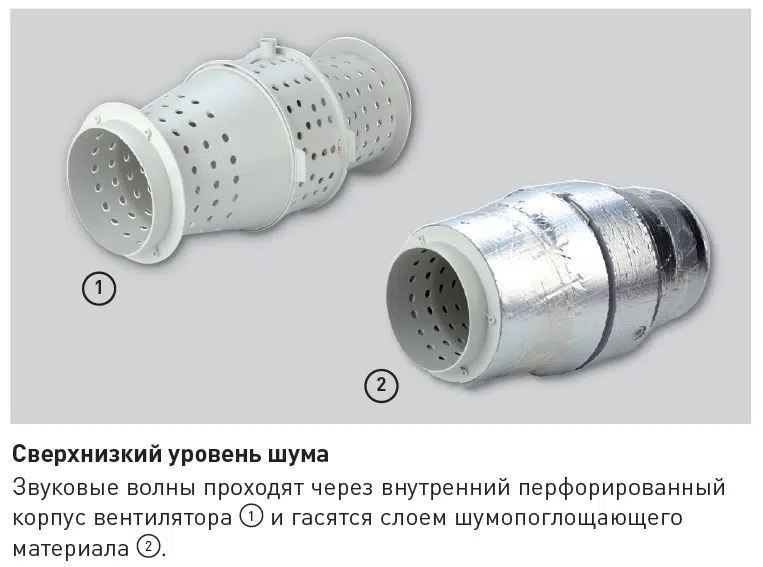 1
2
Сверхнизкий уровень шума
Звуковые волны проходят через внутренний перфорированный
корпус вентилятора ① и гасятся слоем шумопоглощающего
материала ②.